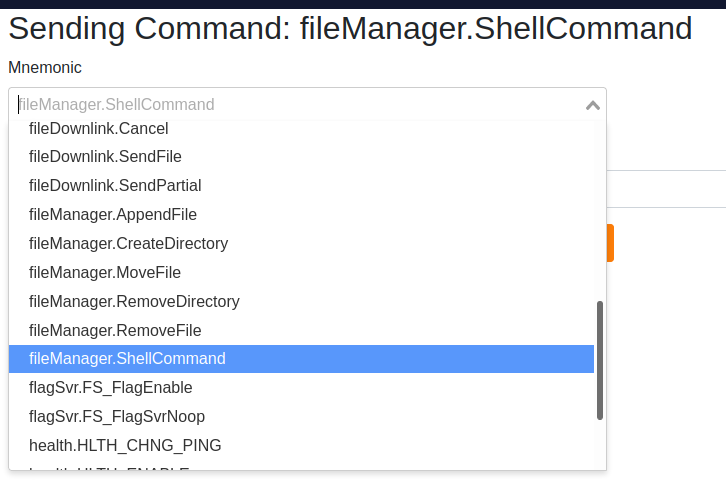 Sending Command: fileManager.ShellCommand
Mnemonic
fileManager.ShellCommand
fileDownlink.Cancel
fileDownlink.SendFile
fileDownlink.SendPartial
fileManager.AppendFile
fileManager.CreateDirectory
fileManager.MoveFile
fileManager.RemoveDirectory
fileManager.RemoveFile
fileManager.ShellCommand
flagSvr.FS_FlagEnable
flagSvr.FS_FlagSvrNoop
health.HLTH_CHNG_PING